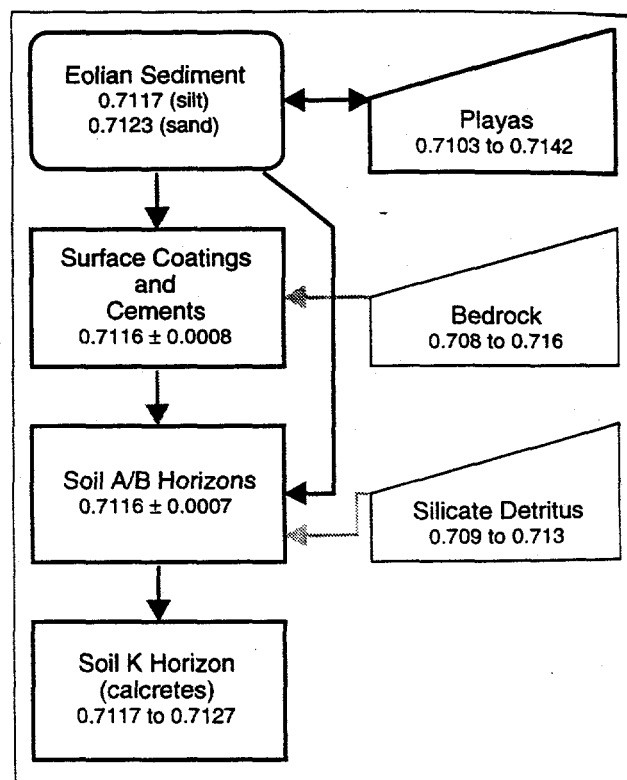 Eolian Sediment
0.7117 (silt)
0.7123 (sand)
Playas
0.7103 to 0.7142
Surface Coatings
and
Cements
0.7116 ± 0.0008
Bedrock
0.708 to 0.716
Soil A/B Horizons
0.7116 ± 0.0007
Silicate Detritus
0.709 to 0.713
Soil K Horizon
(calcretes)
0.7117 to 0.7127